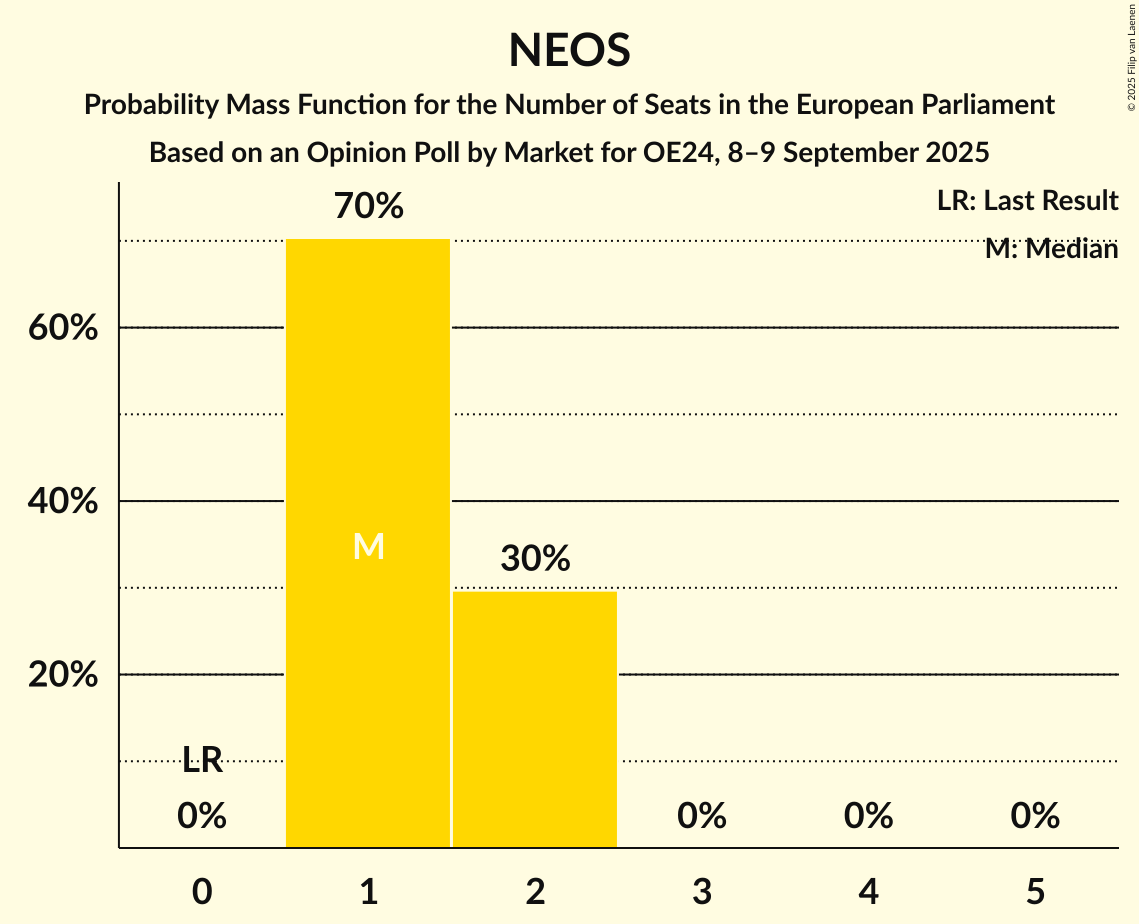 NEOS
Probability Mass Function for the Number of Seats in the European Parliament
Based on an Opinion Poll by Market for OE24, 8–9 September 2025
© 2025 Filip van Laenen
LR: Last Result
M: Median
70%
60%
40%
M
30%
20%
LR
0%
0%
0%
0%
0
1
2
3
4
5